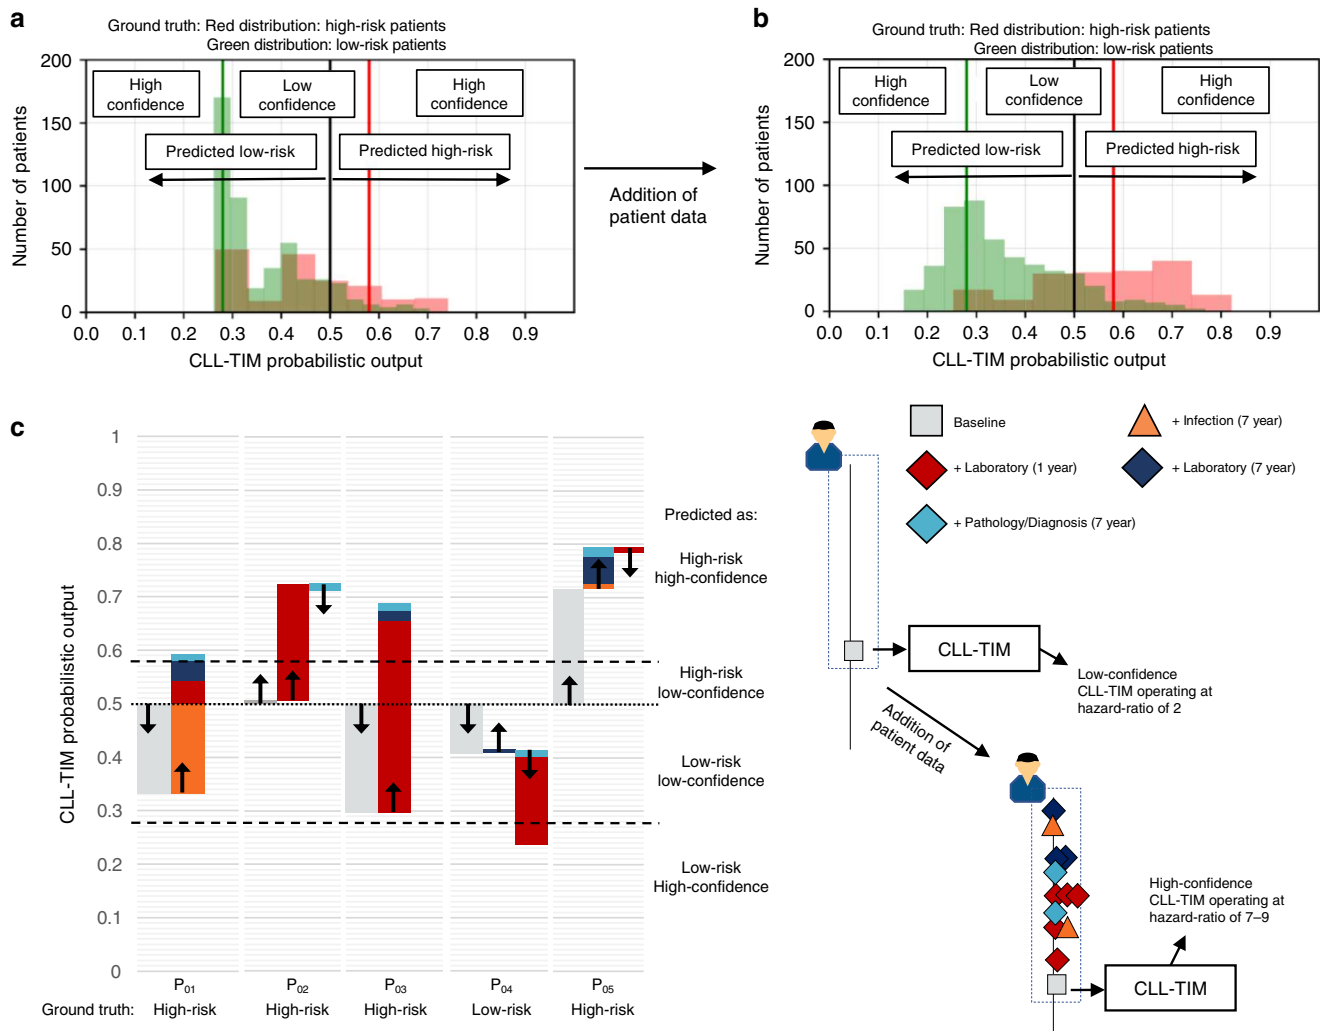 a
Ground truth: Red distribution: high-risk patients
Green distribution: low-risk patients
200
150
100
50
0
Number of patients
High
confidence
Low
confidence
High
confidence
Predicted low-risk
Predicted high-risk
0.0 0.1 0.2 0.3 0.4 0.5 0.6 0.7 0.8 0.9
CLL-TIM probabilistic output
Addition of
patient data
b
Ground truth: Red distribution: high-risk patients
Green distribution: low-risk patients
200
150
100
50
0
Number of patients
High
confidence
Low
confidence
High
confidence
Predicted low-risk
Predicted high-risk
0.0 0.1 0.2 0.3 0.4 0.5 0.6 0.7 0.8 0.9
CLL-TIM probabilistic output
c
1
0.9
0.8
0.7
0.6
0.5
0.4
0.3
0.2
0.1
0
CLL-TIM probabilistic output
Predicted as:
High-risk
high-confidence
High-risk
low-confidence
Low-risk
low-confidence
Low-risk
High-confidence
P01 P02 P03 P04 P05
Ground truth: High-risk High-risk High-risk Low-risk High-risk
Baseline
+ Infection (7 year)
+ Laboratory (1 year)
+ Laboratory (7 year)
+ Pathology/Diagnosis (7 year)
CLL-TIM
Low-confidence
CLL-TIM operating at
hazard-ratio of 2
Addition of
patient data
High-confidence
CLL-TIM operating at
hazard-ratio of 7–9
CLL-TIM